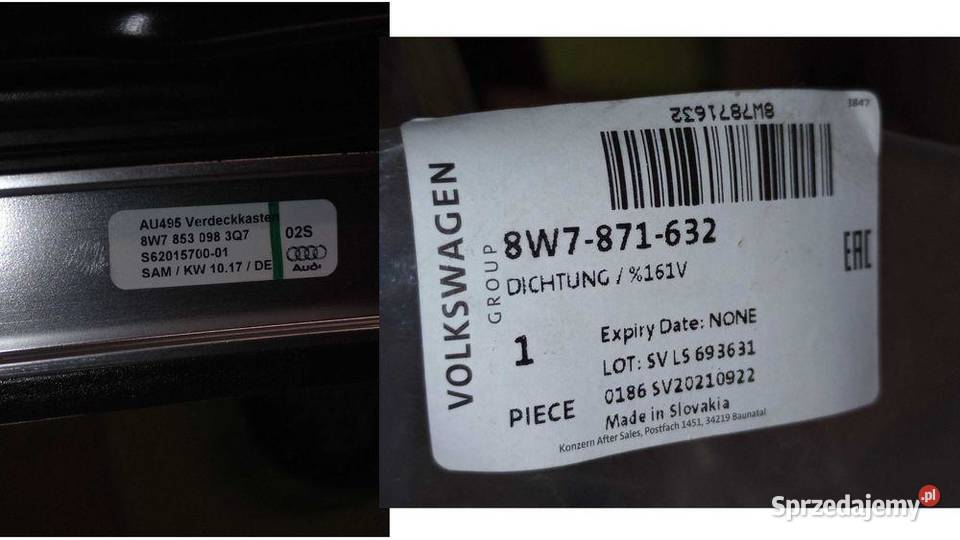 AU495 Verdeckkasten
8W7 853 098 3Q7
S62015700-01
SAM / KW 10.17 / DE
02S
Audi
8W7871632
3847
VOLKSWAGEN
GROUP
8W7-871-632
DICHTUNG / %161V
EAC
1
PIECE
Expiry Date: NONE
LOT: SV LS 693631
0186 SV20210922
Made in Slovakia
Konzern After Sales, Postfach 1451, 34219 Baunatal
Sprzedajemy.pl